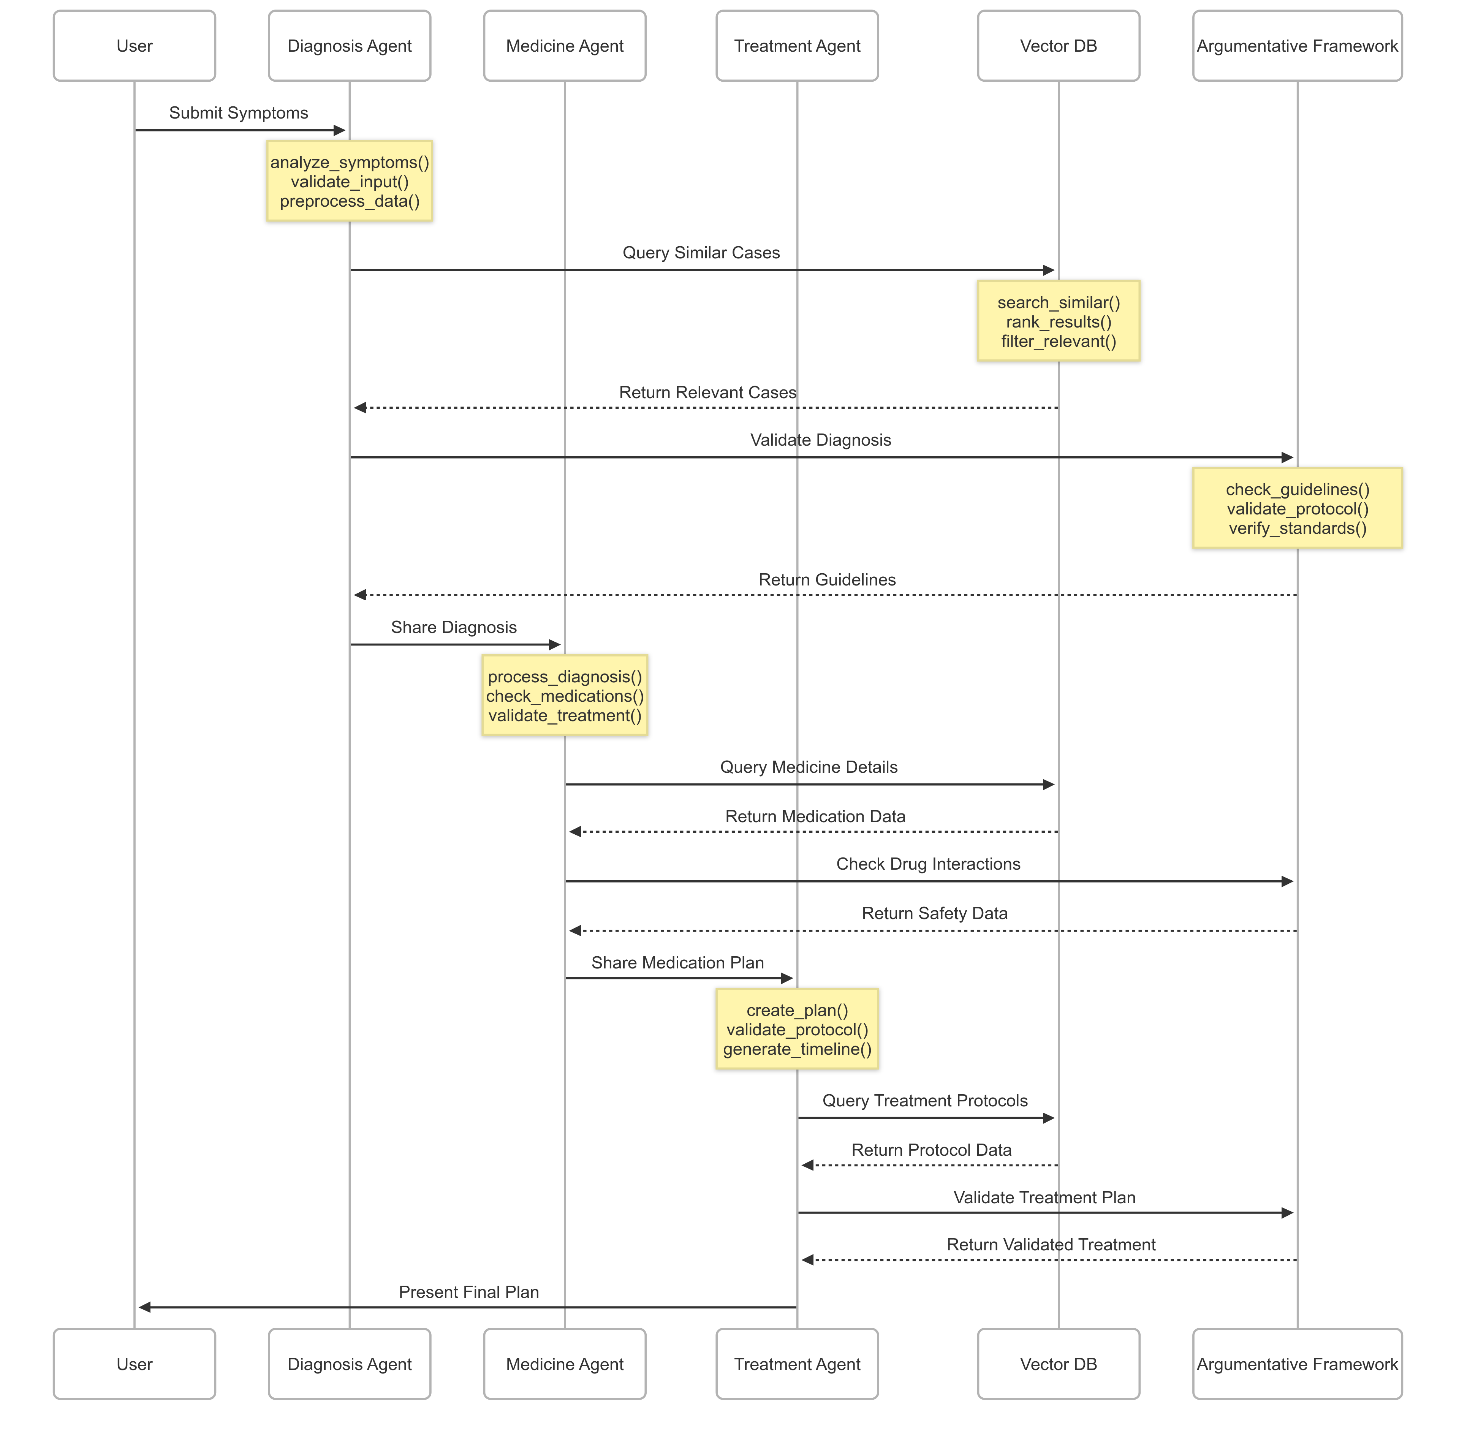 User
Diagnosis Agent
Medicine Agent
Treatment Agent
Vector DB
Argumentative Framework
Submit Symptoms
analyze_symptoms()
validate_input()
preprocess_data()
Query Similar Cases
search_similar()
rank_results()
filter_relevant()
Return Relevant Cases
Validate Diagnosis
check_guidelines()
validate_protocol()
verify_standards()
Return Guidelines
Share Diagnosis
process_diagnosis()
check_medications()
validate_treatment()
Query Medicine Details
Return Medication Data
Check Drug Interactions
Return Safety Data
Share Medication Plan
create_plan()
validate_protocol()
generate_timeline()
Query Treatment Protocols
Return Protocol Data
Validate Treatment Plan
Return Validated Treatment
Present Final Plan
User
Diagnosis Agent
Medicine Agent
Treatment Agent
Vector DB
Argumentative Framework